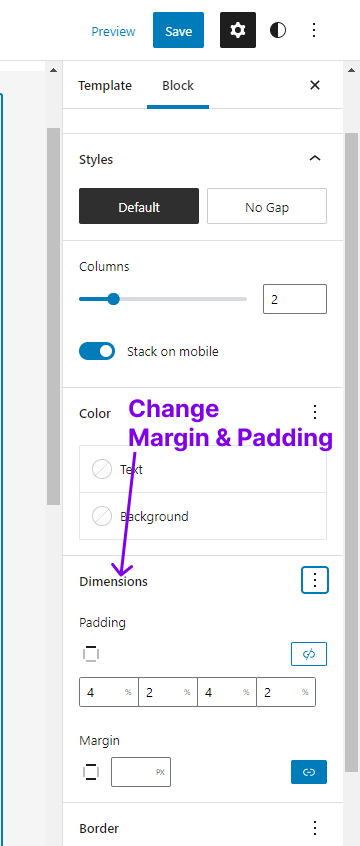 Preview Save
Template Block
Styles
Default No Gap
Columns
2
Stack on mobile
Color
Change
Margin & Padding
Text
Background
Dimensions
Padding
4 % 2 % 4 % 2 %
Margin
PX
Border